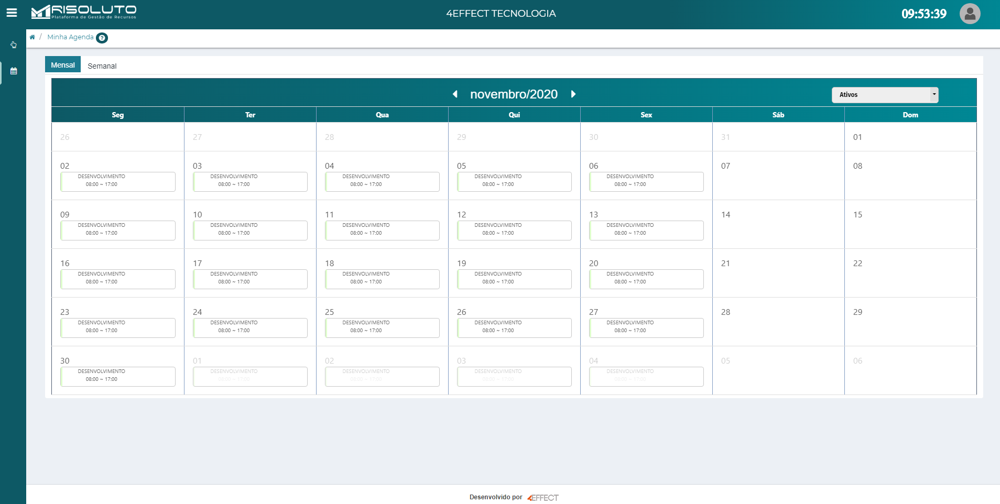 RISOLUTO
Plataforma de Gestão de Recursos
4EFFECT TECNOLOGIA
09:53:39
/ Minha Agenda ?
Mensal Semanal
novembro/2020
Ativos
Seg Ter Qua Qui Sex Sáb Dom
26 27 28 29 30 31 01
02 03 04 05 06 07 08
DESENVOLVIMENTO DESENVOLVIMENTO DESENVOLVIMENTO DESENVOLVIMENTO DESENVOLVIMENTO
08:00 ~ 17:00 08:00 ~ 17:00 08:00 ~ 17:00 08:00 ~ 17:00 08:00 ~ 17:00
09 10 11 12 13 14 15
DESENVOLVIMENTO DESENVOLVIMENTO DESENVOLVIMENTO DESENVOLVIMENTO DESENVOLVIMENTO
08:00 ~ 17:00 08:00 ~ 17:00 08:00 ~ 17:00 08:00 ~ 17:00 08:00 ~ 17:00
16 17 18 19 20 21 22
DESENVOLVIMENTO DESENVOLVIMENTO DESENVOLVIMENTO DESENVOLVIMENTO DESENVOLVIMENTO
08:00 ~ 17:00 08:00 ~ 17:00 08:00 ~ 17:00 08:00 ~ 17:00 08:00 ~ 17:00
23 24 25 26 27 28 29
DESENVOLVIMENTO DESENVOLVIMENTO DESENVOLVIMENTO DESENVOLVIMENTO DESENVOLVIMENTO
08:00 ~ 17:00 08:00 ~ 17:00 08:00 ~ 17:00 08:00 ~ 17:00 08:00 ~ 17:00
30 01 02 03 04 05 06
DESENVOLVIMENTO DESENVOLVIMENTO DESENVOLVIMENTO DESENVOLVIMENTO DESENVOLVIMENTO
08:00 ~ 17:00 08:00 ~ 17:00 08:00 ~ 17:00 08:00 ~ 17:00 08:00 ~ 17:00
Desenvolvido por 4EFFECT